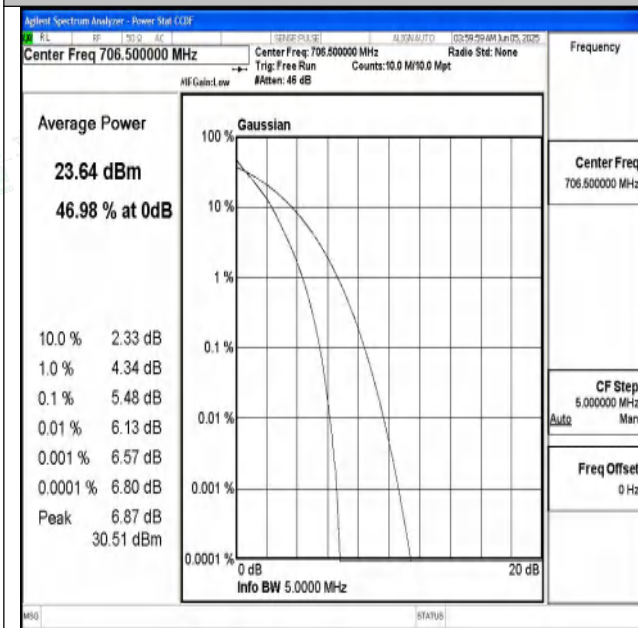 Agilent Spectrum Analyzer - Power Stat CCDF
RL RF 50 Ω AC SENSE:PULSE ALIGN AUTO 03:59:59 AM Jun 05, 2025
Center Freq 706.500000 MHz
Center Freq: 706.500000 MHz Radio Std: None
Trig: Free Run Counts:10.0 M/10.0 Mpt
#IFGain:Low #Atten: 46 dB
Frequency
Average Power
23.64 dBm
46.98 % at 0dB
10.0 % 2.33 dB
1.0 % 4.34 dB
0.1 % 5.48 dB
0.01 % 6.13 dB
0.001 % 6.57 dB
0.0001 % 6.80 dB
Peak 6.87 dB
30.51 dBm
Gaussian
100 %
10 %
1 %
0.1 %
0.01 %
0.001 %
0.0001 %
0 dB 20 dB
Info BW 5.0000 MHz
Center Freq
706.500000 MHz
CF Step
5.000000 MHz
Auto Man
Freq Offset
0 Hz
MSG STATUS